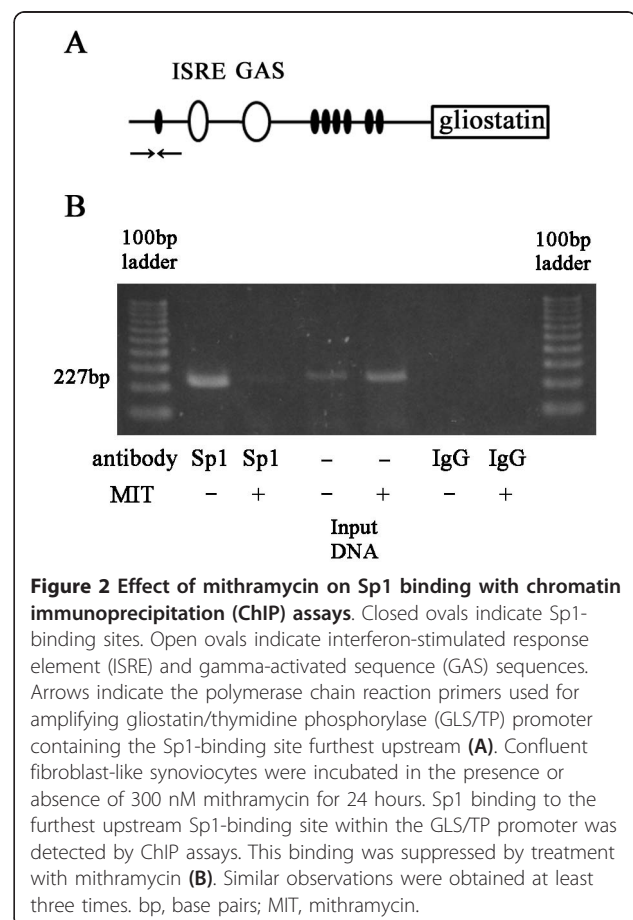 A
ISRE GAS
gliostatin
B
100bp
ladder
100bp
ladder
227bp
antibody Sp1 Sp1 – – IgG IgG
MIT – + – + – +
Input
DNA
Figure 2 Effect of mithramycin on Sp1 binding with chromatin
immunoprecipitation (ChIP) assays. Closed ovals indicate Sp1-
binding sites. Open ovals indicate interferon-stimulated response
element (ISRE) and gamma-activated sequence (GAS) sequences.
Arrows indicate the polymerase chain reaction primers used for
amplifying gliostatin/thymidine phosphorylase (GLS/TP) promoter
containing the Sp1-binding site furthest upstream (A). Confluent
fibroblast-like synoviocytes were incubated in the presence or
absence of 300 nM mithramycin for 24 hours. Sp1 binding to the
furthest upstream Sp1-binding site within the GLS/TP promoter was
detected by ChIP assays. This binding was suppressed by treatment
with mithramycin (B). Similar observations were obtained at least
three times. bp, base pairs; MIT, mithramycin.